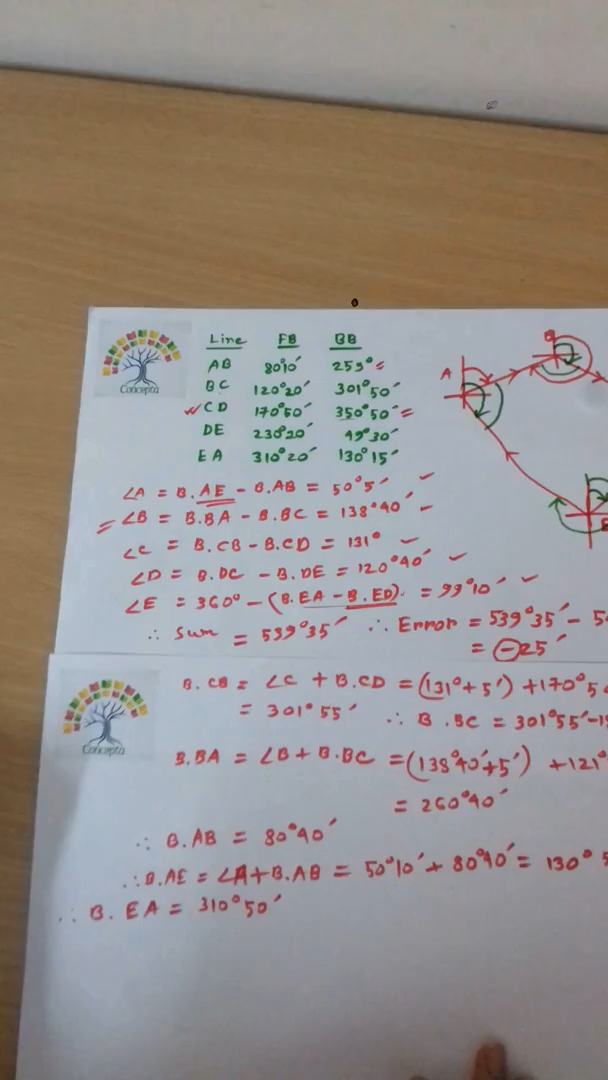 Line FB BB
AB 80°10′ 259°
BC 120°20′ 301°50′
CD 170°50′ 350°50′
DE 230°20′ 49°30′
EA 310°20′ 130°15′
Concepta
A
B
E
∠A = B.AE - B.AB = 50°5′
∠B = B.BA - B.BC = 138°40′
∠C = B.CB - B.CD = 131°
∠D = B.DC - B.DE = 120°40′
∠E = 360° - (B.EA - B.ED). = 99°10′
∴ Sum = 539°35′ ∴ Error = 539°35′ - 54
= -25′
Concepta
B.CB = ∠C + B.CD = (131°+5′) + 170°5
= 301°55′ ∴ B.BC = 301°55′-1
B.BA = ∠B + B.BC = (138°40′+5′) + 121°
= 260°40′
∴ B.AB = 80°40′
∴ B.AE = ∠A + B.AB = 50°10′ + 80°40′ = 130°5
∴ B.EA = 310°50′